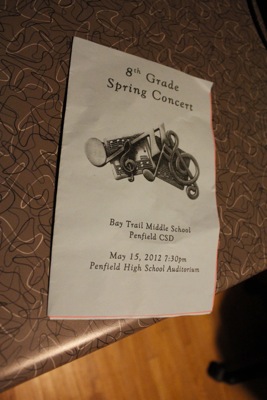 8th Grade
Spring Concert
Bay Trail Middle School
Penfield CSD
May 15, 2012 7:30pm
Penfield High School Auditorium